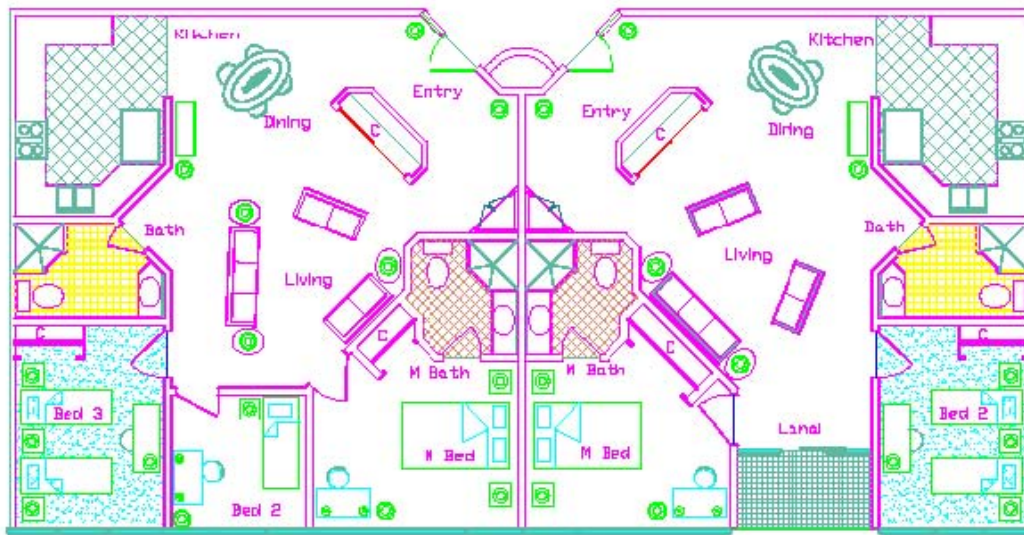 Kitchen
Kitchen
Entry
Entry
Dining
Dining
C
C
Bath
Bath
Living
Living
C
C
C
C
M Bath
M Bath
Bed 3
Bed 2
M Bed
M Bed
Lanai
Bed 2